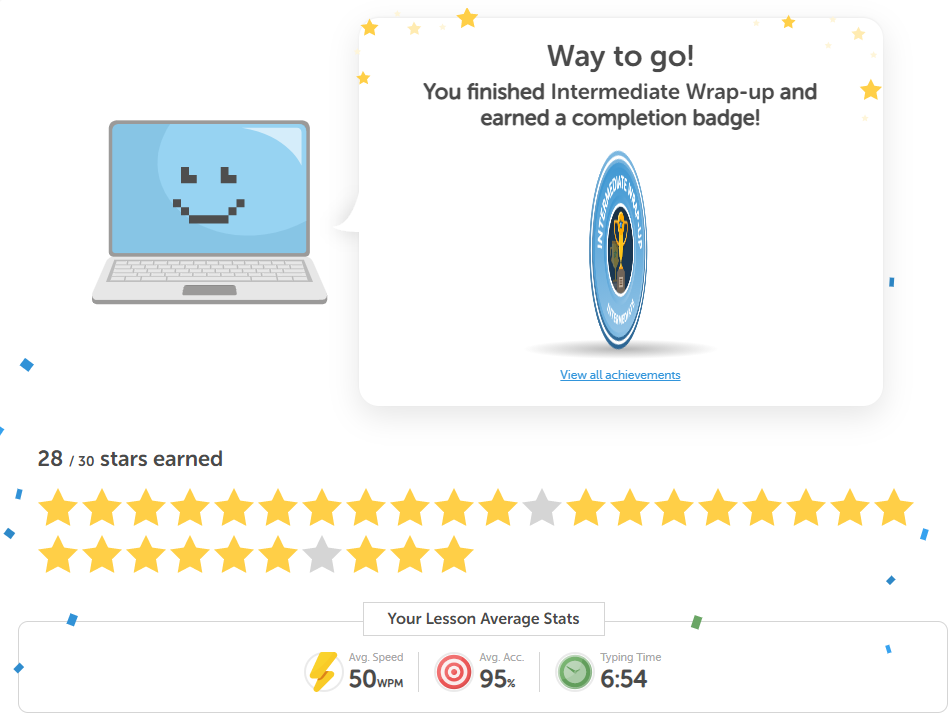 Way to go!
You finished Intermediate Wrap-up and
earned a completion badge!
INTERMEDIATE WRAP-UP
INTERMEDIATE
View all achievements
28 / 30 stars earned
Your Lesson Average Stats
Avg. Speed
50WPM
Avg. Acc.
95%
Typing Time
6:54